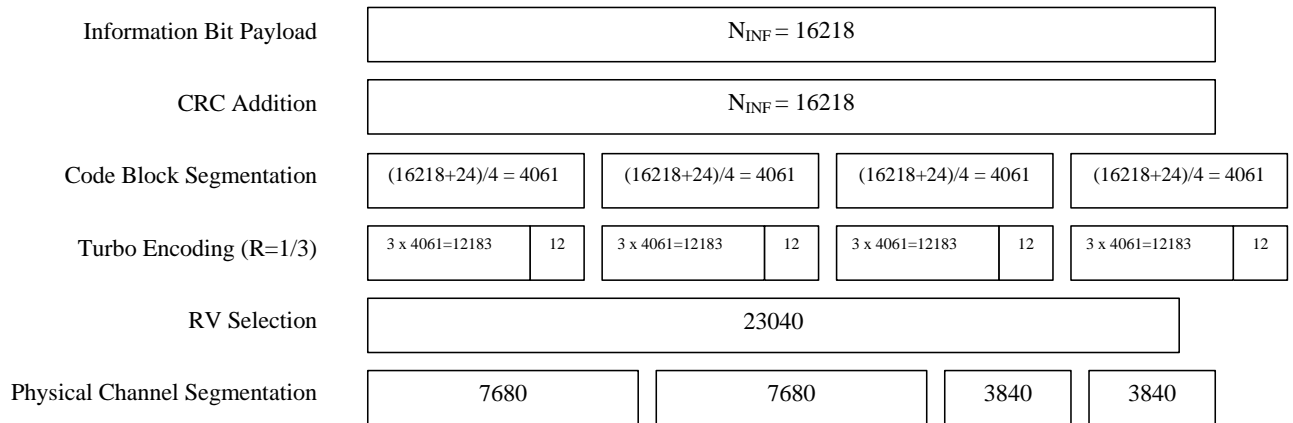 Information Bit Payload
N_INF = 16218
CRC Addition
N_INF = 16218
Code Block Segmentation
(16218+24)/4 = 4061
(16218+24)/4 = 4061
(16218+24)/4 = 4061
(16218+24)/4 = 4061
Turbo Encoding (R=1/3)
3 x 4061=12183
12
3 x 4061=12183
12
3 x 4061=12183
12
3 x 4061=12183
12
RV Selection
23040
Physical Channel Segmentation
7680
7680
3840
3840